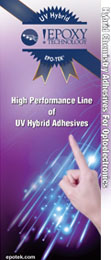 UV Hybrid
EPOXY
TECHNOLOGY
EPO-TEK®
Hybrid Chemistry Adhesives For Optoelectronics
High Performance Line
of
UV Hybrid Adhesives
epotek.com